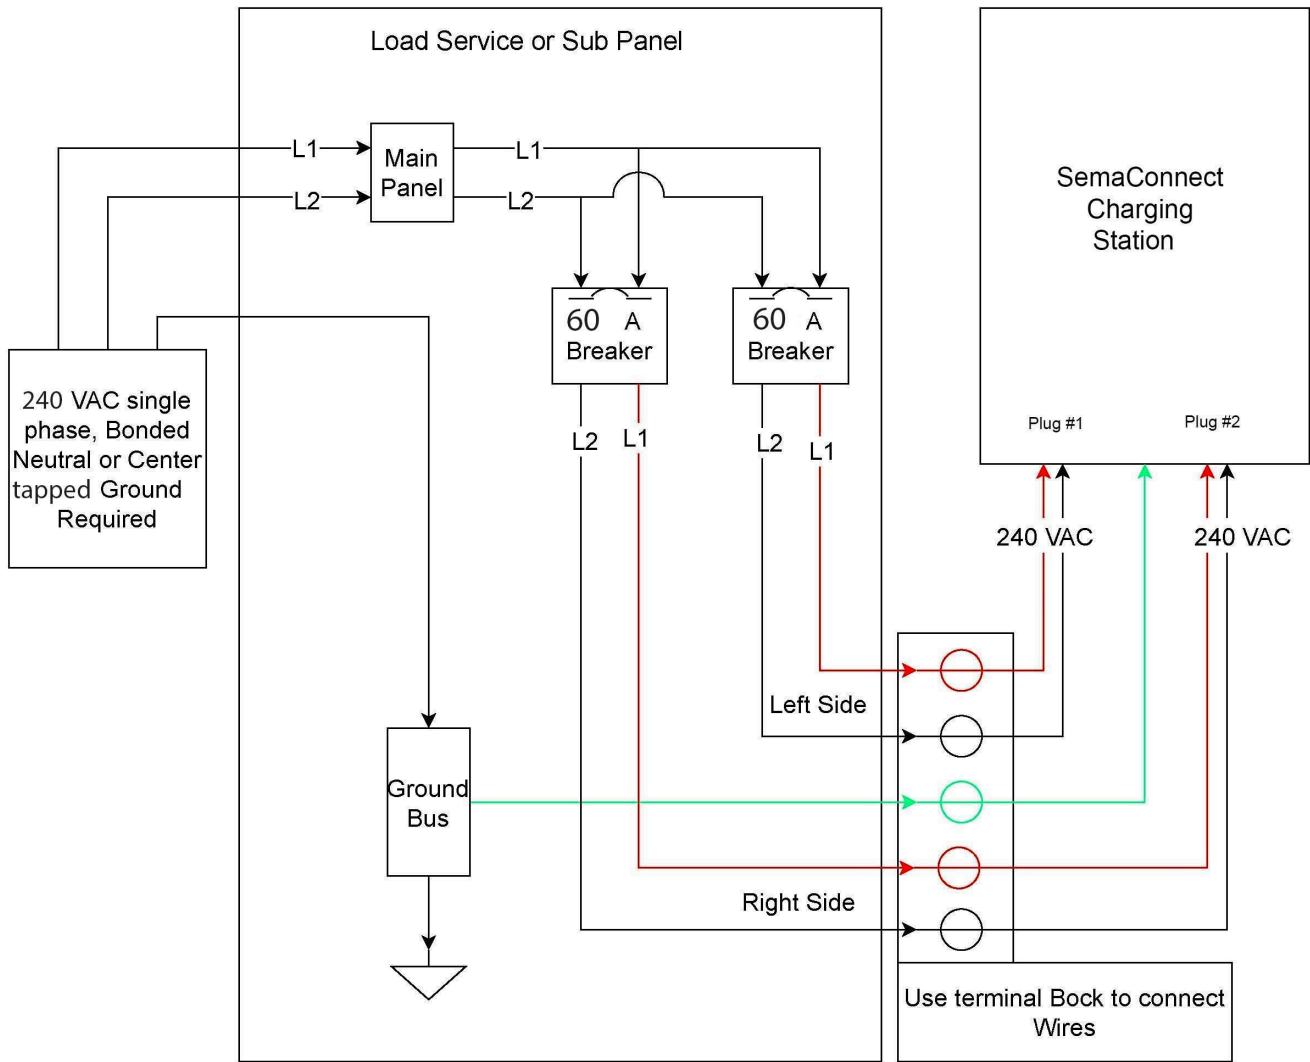 Load Service or Sub Panel
L1
L2
Main
Panel
L1
L2
SemaConnect
Charging
Station
60 A
Breaker
60 A
Breaker
240 VAC single
phase, Bonded
Neutral or Center
tapped Ground
Required
L2
L1
L2
L1
Plug #1
Plug #2
240 VAC
240 VAC
Left Side
Ground
Bus
Right Side
Use terminal Bock to connect
Wires